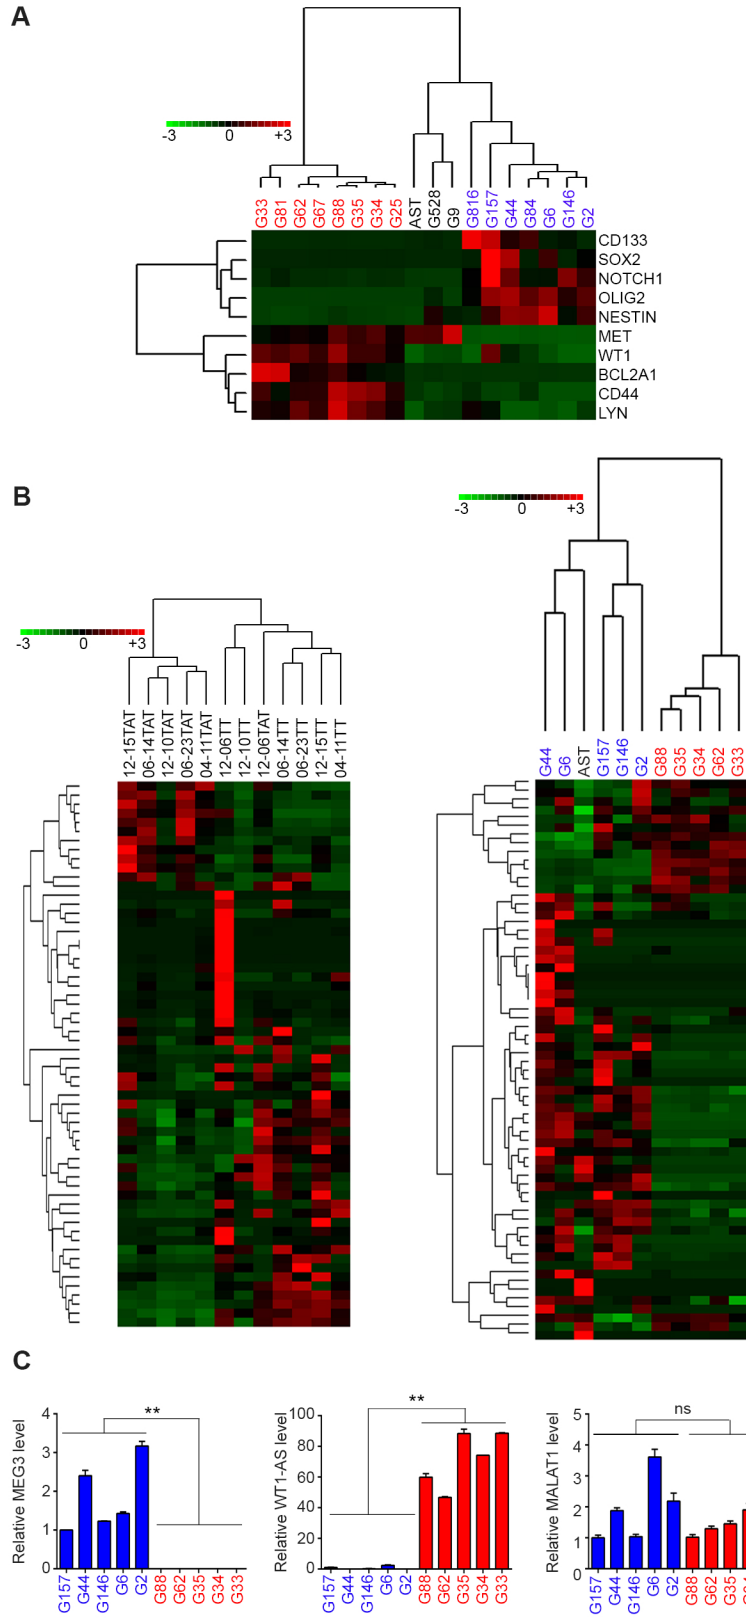 A
-3 0 +3
G33 G81 G62 G67 G88 G35 G34 G25 AST G528 G9 G816 G157 G44 G84 G6 G146 G2
CD133
SOX2
NOTCH1
OLIG2
NESTIN
MET
WT1
BCL2A1
CD44
LYN
B
-3 0 +3
12-15TAT 06-14TAT 12-10TAT 06-23TAT 04-11TAT 12-06TT 12-10TT 12-06TAT 06-14TT 06-23TT 12-15TT 04-11TT
-3 0 +3
G44 G6 AST G157 G146 G2 G88 G35 G34 G62 G33
C
Relative MEG3 level
4
3
2
1
0
**
G157 G44 G146 G6 G2 G88 G62 G35 G34 G33
Relative WT1-AS level
100
80
60
40
20
0
**
G157 G44 G146 G6 G2 G88 G62 G35 G34 G33
Relative MALAT1 level
5
4
3
2
1
0
ns
G157 G44 G146 G6 G2 G88 G62 G35